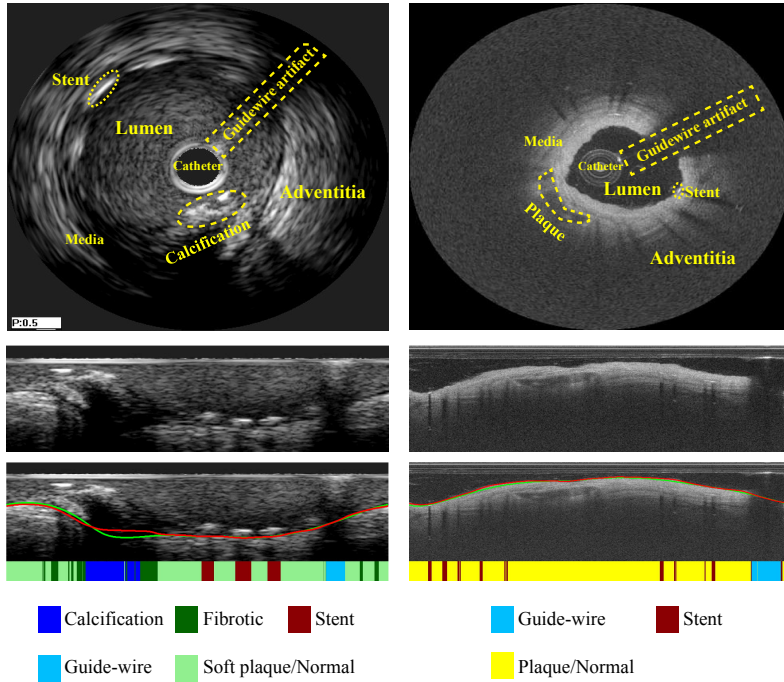 Stent
Guidewire artifact
Lumen
Catheter
Adventitia
Media
Calcification
P:0.5
Media
Guidewire artifact
Catheter
Lumen
Stent
Plaque
Adventitia
Calcification
Fibrotic
Stent
Guide-wire
Soft plaque/Normal
Guide-wire
Stent
Plaque/Normal